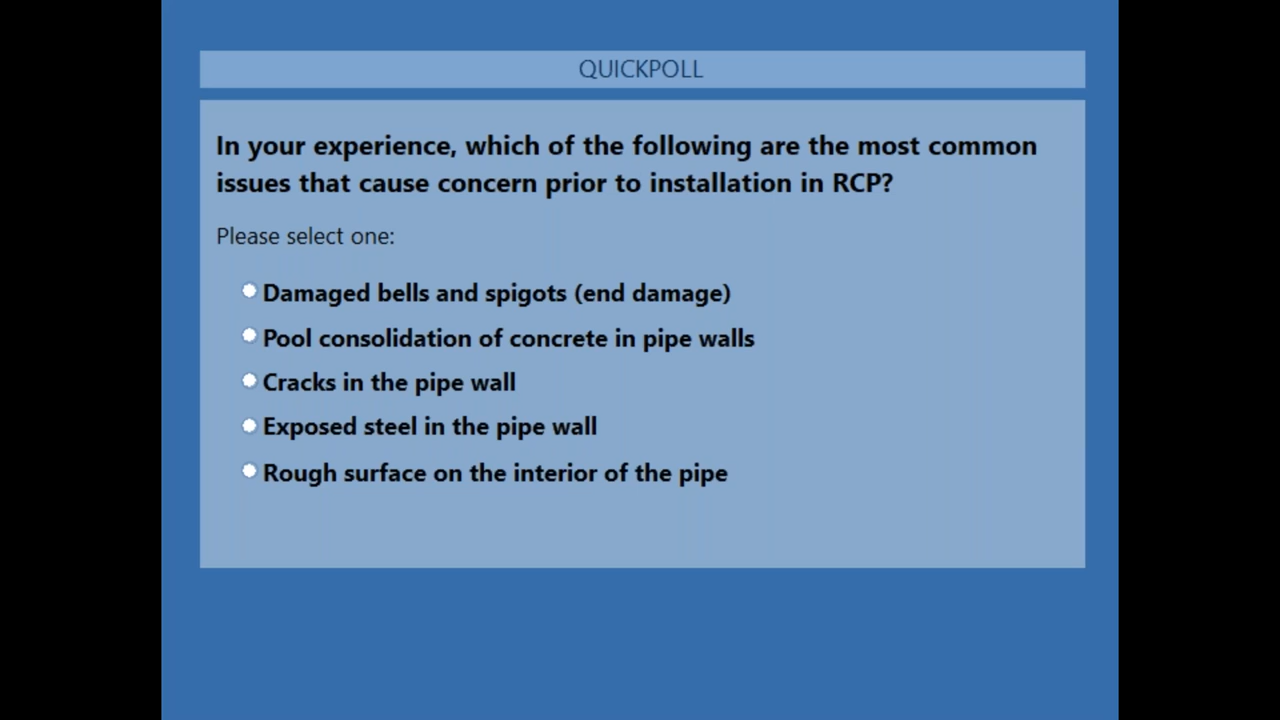 QUICKPOLL
In your experience, which of the following are the most common
issues that cause concern prior to installation in RCP?
Please select one:
Damaged bells and spigots (end damage)
Pool consolidation of concrete in pipe walls
Cracks in the pipe wall
Exposed steel in the pipe wall
Rough surface on the interior of the pipe